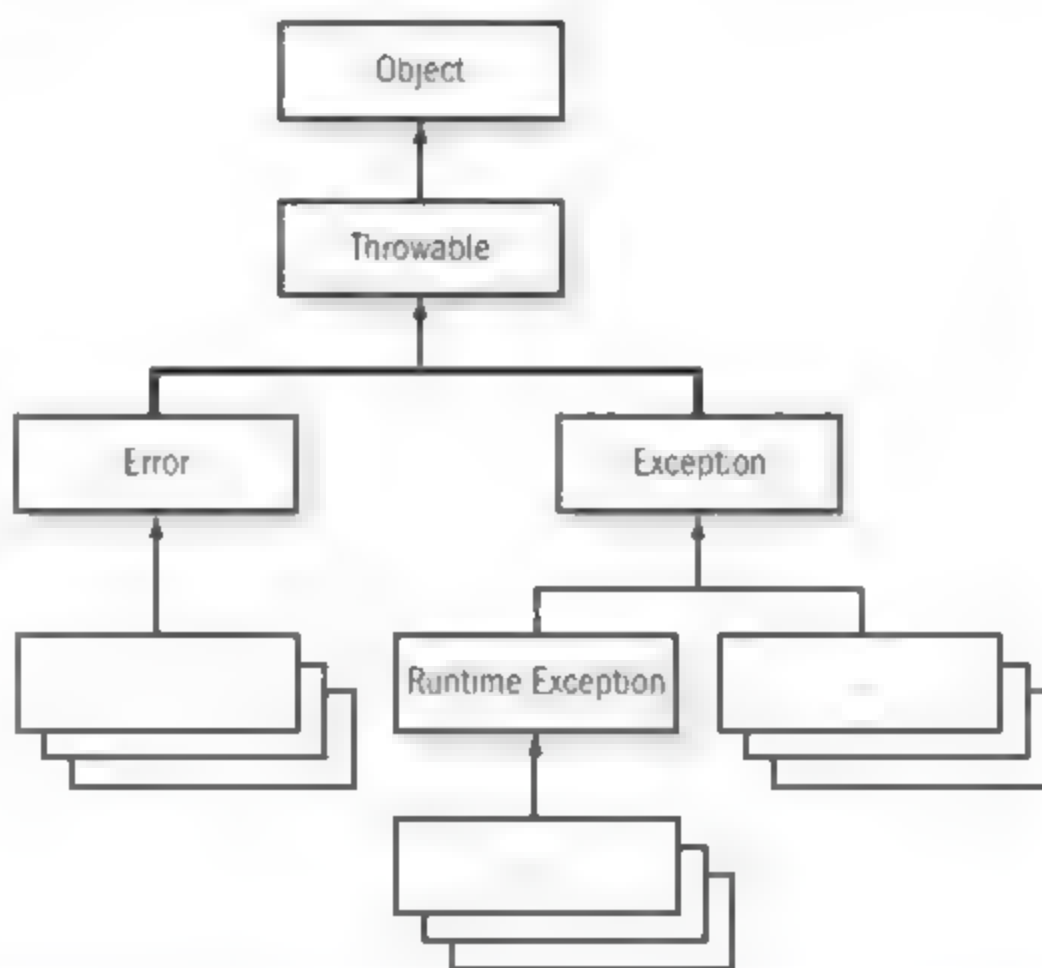 Object
Throwable
Error
Exception
Runtime Exception